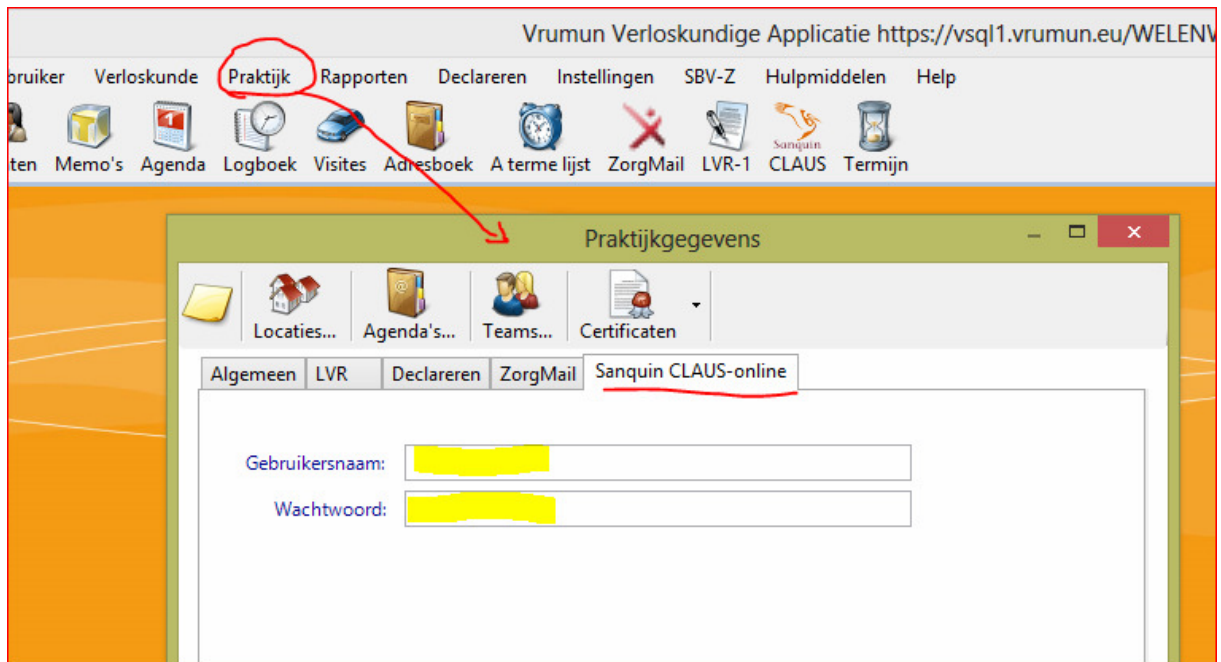 Vrumun Verloskundige Applicatie https://vsql1.vrumun.eu/WELENV
bruiker Verloskunde Praktijk Rapporten Declareren Instellingen SBV-Z Hulpmiddelen Help
Sanquin
ten Memo's Agenda Logboek Visites Adresboek A terme lijst ZorgMail LVR-1 CLAUS Termijn
Praktijkgegevens
Locaties... Agenda's... Teams... Certificaten
Algemeen LVR Declareren ZorgMail Sanquin CLAUS-online
Gebruikersnaam:
Wachtwoord: